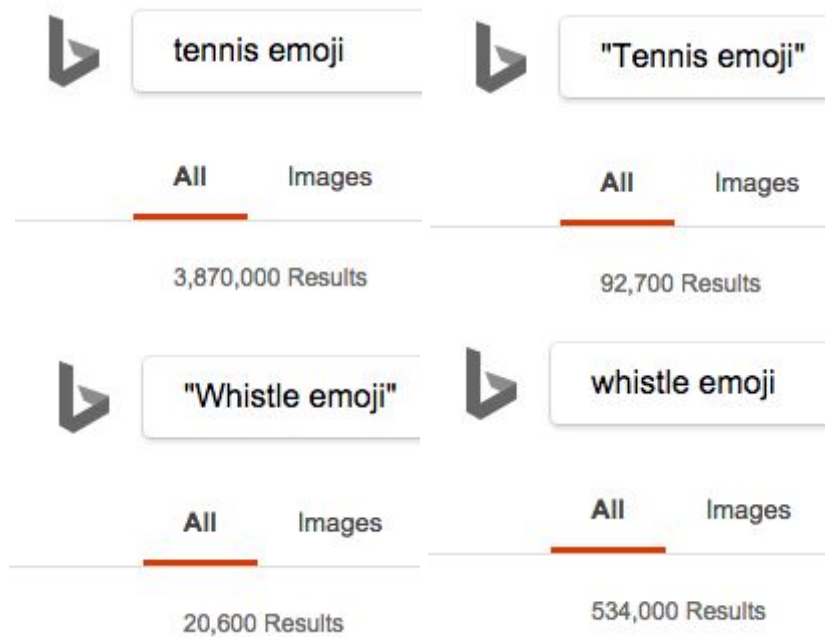 tennis emoji
All Images
3,870,000 Results
"Tennis emoji"
All Images
92,700 Results
"Whistle emoji"
All Images
20,600 Results
whistle emoji
All Images
534,000 Results